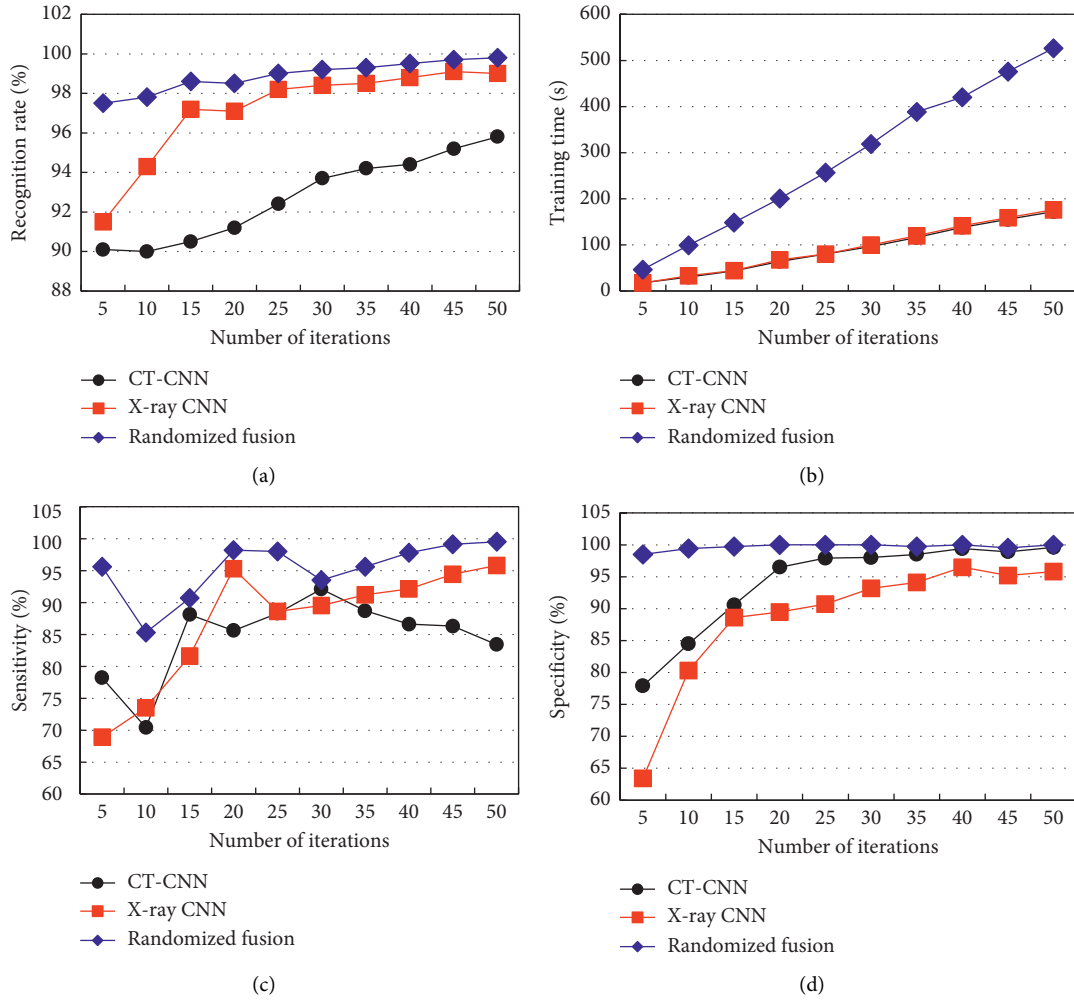 102
100
98
96
94
92
90
88
Recognition rate (%)
5 10 15 20 25 30 35 40 45 50
Number of iterations
CT-CNN
X-ray CNN
Randomized fusion
(a)
600
500
400
300
200
100
0
Training time (s)
5 10 15 20 25 30 35 40 45 50
Number of iterations
CT-CNN
X-ray CNN
Randomized fusion
(b)
105
100
95
90
85
80
75
70
65
60
Sensitivity (%)
5 10 15 20 25 30 35 40 45 50
Number of iterations
CT-CNN
X-ray CNN
Randomized fusion
(c)
105
100
95
90
85
80
75
70
65
60
Specificity (%)
5 10 15 20 25 30 35 40 45 50
Number of iterations
CT-CNN
X-ray CNN
Randomized fusion
(d)